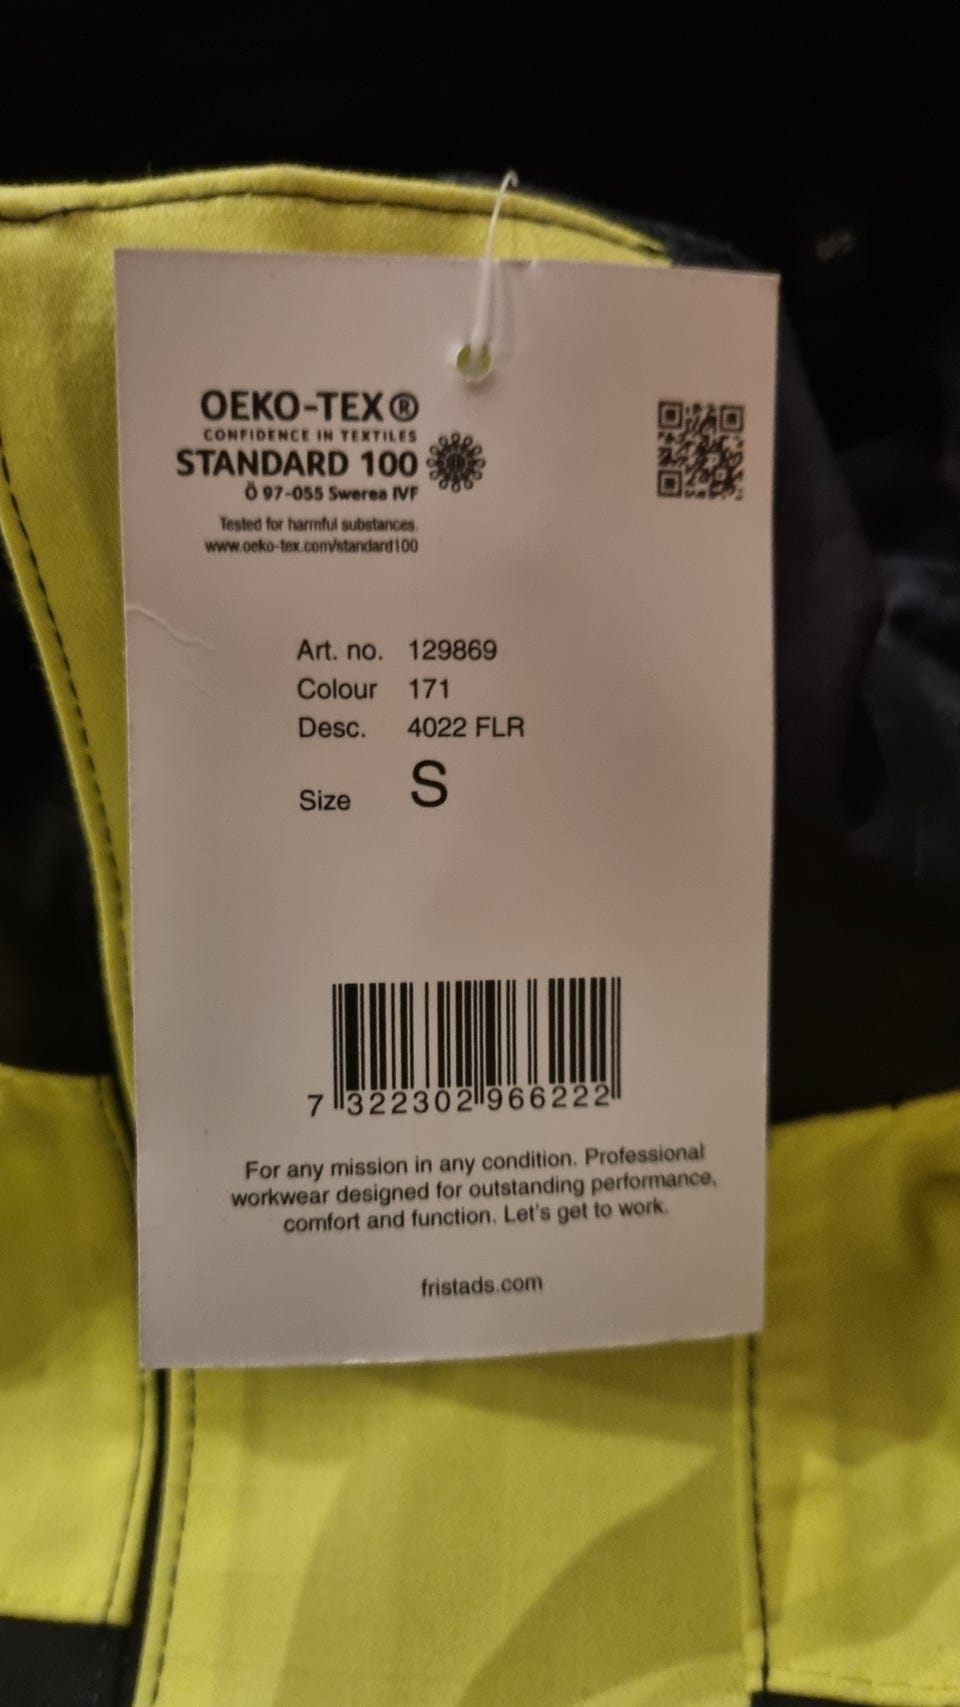 OEKO-TEX®
CONFIDENCE IN TEXTILES
STANDARD 100
Ö 97-055 Swerea IVF
Tested for harmful substances.
www.oeko-tex.com/standard100
Art. no. 129869
Colour 171
Desc. 4022 FLR
Size S
7 322302 966222
For any mission in any condition. Professional
workwear designed for outstanding performance,
comfort and function. Let's get to work.
fristads.com